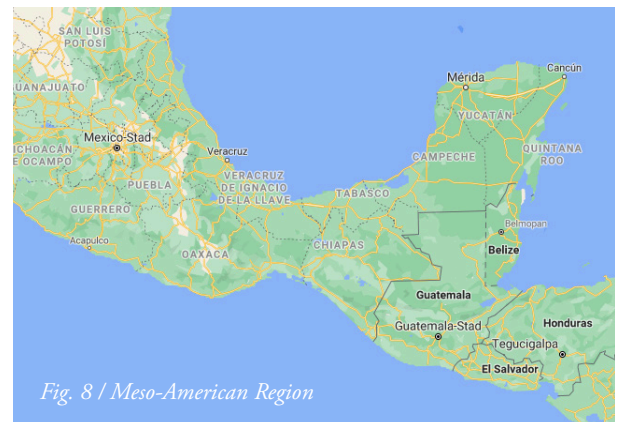 SAN LUIS
POTOSÍ
Cancún
Mérida
UANAJUATO
YUCATÁN
Mexico-Stad
ICHOACÁN
E OCAMPO
Veracruz
CAMPECHE
QUINTANA
ROO
PUEBLA
VERACRUZ
DE IGNACIO
DE LA LLAVE
TABASCO
GUERRERO
Belmopan
Acapulco
OAXACA
CHIAPAS
Belize
Guatemala
Guatemala-Stad
Honduras
Tegucigalpa
El Salvador
Fig. 8 / Meso-American Region